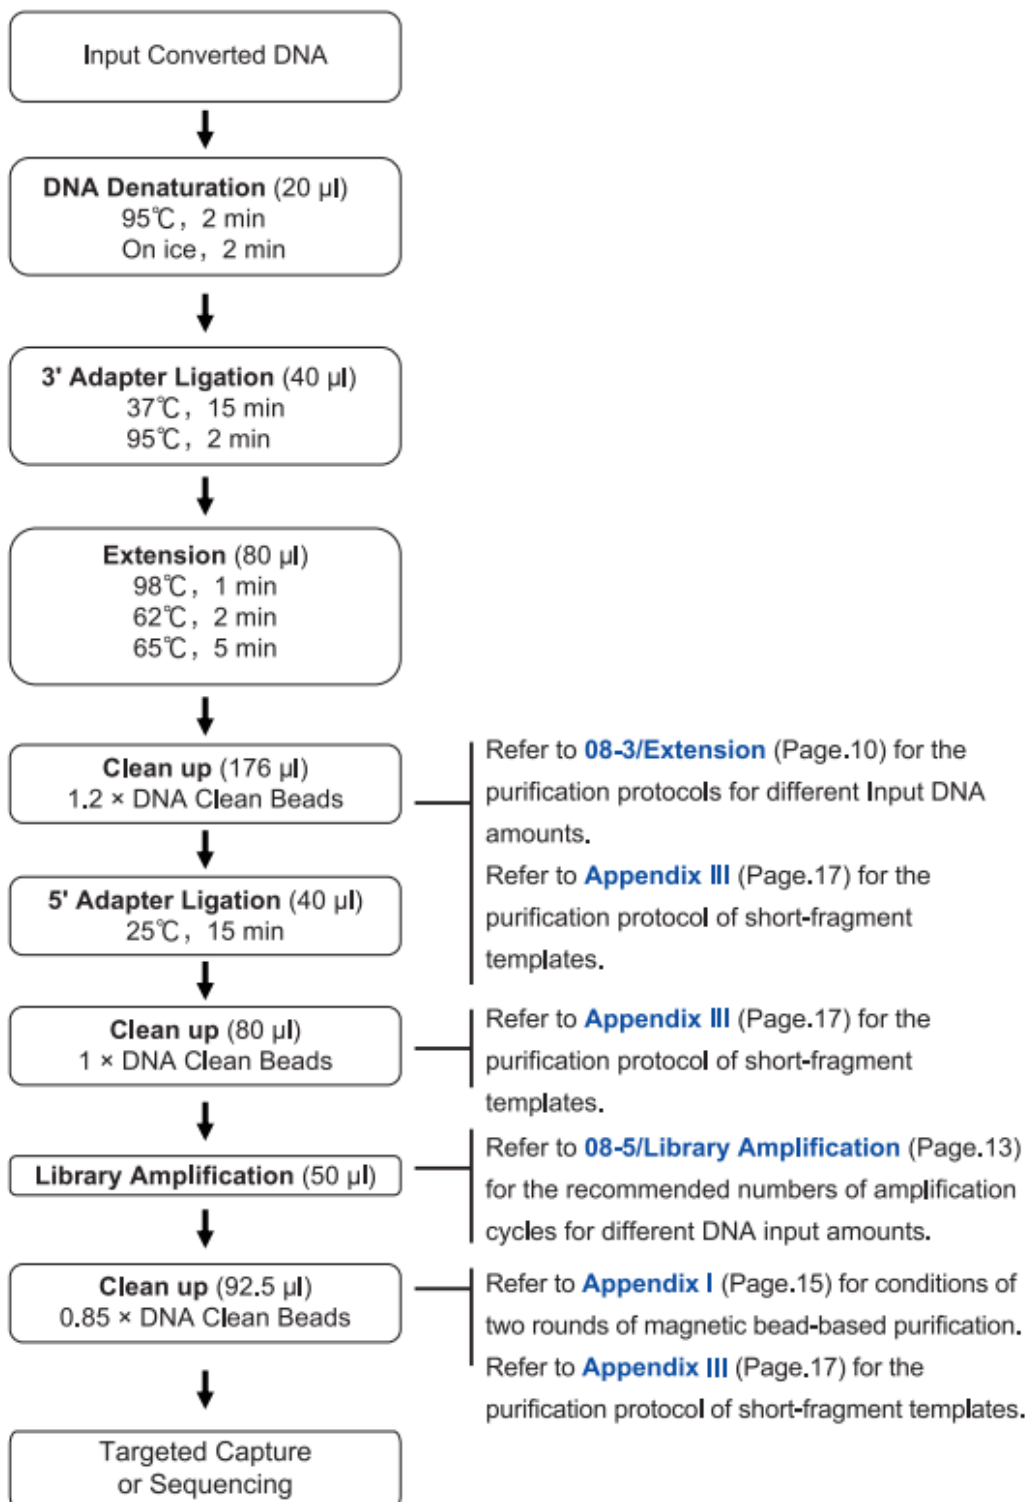 Input Converted DNA
DNA Denaturation (20 μl)
95℃, 2 min
On ice, 2 min
3' Adapter Ligation (40 μl)
37℃, 15 min
95℃, 2 min
Extension (80 μl)
98℃, 1 min
62℃, 2 min
65℃, 5 min
Clean up (176 μl)
1.2 × DNA Clean Beads
Refer to 08-3/Extension (Page.10) for the
purification protocols for different Input DNA
amounts.
Refer to Appendix Ⅲ (Page.17) for the
purification protocol of short-fragment
templates.
5' Adapter Ligation (40 μl)
25℃, 15 min
Clean up (80 μl)
1 × DNA Clean Beads
Refer to Appendix Ⅲ (Page.17) for the
purification protocol of short-fragment
templates.
Library Amplification (50 μl)
Refer to 08-5/Library Amplification (Page.13)
for the recommended numbers of amplification
cycles for different DNA input amounts.
Clean up (92.5 μl)
0.85 × DNA Clean Beads
Refer to Appendix Ⅰ (Page.15) for conditions of
two rounds of magnetic bead-based purification.
Refer to Appendix Ⅲ (Page.17) for the
purification protocol of short-fragment templates.
Targeted Capture
or Sequencing